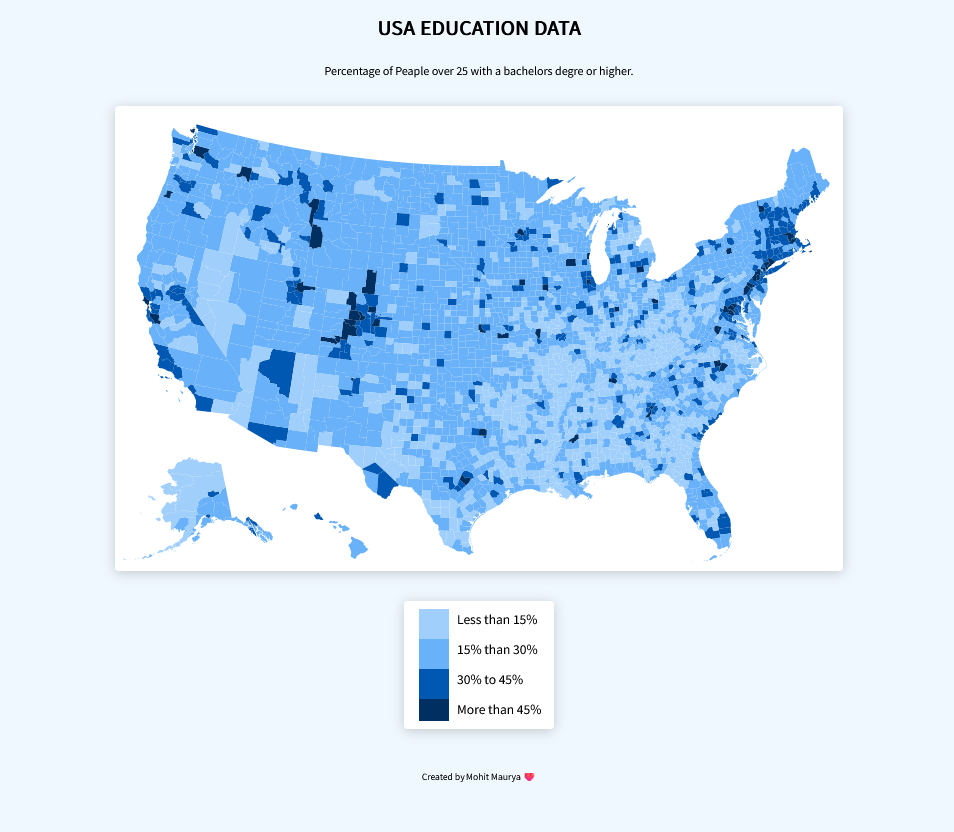 USA EDUCATION DATA
Percentage of Peaple over 25 with a bachelors degre or higher.
Less than 15%
15% than 30%
30% to 45%
More than 45%
Created by Mohit Maurya